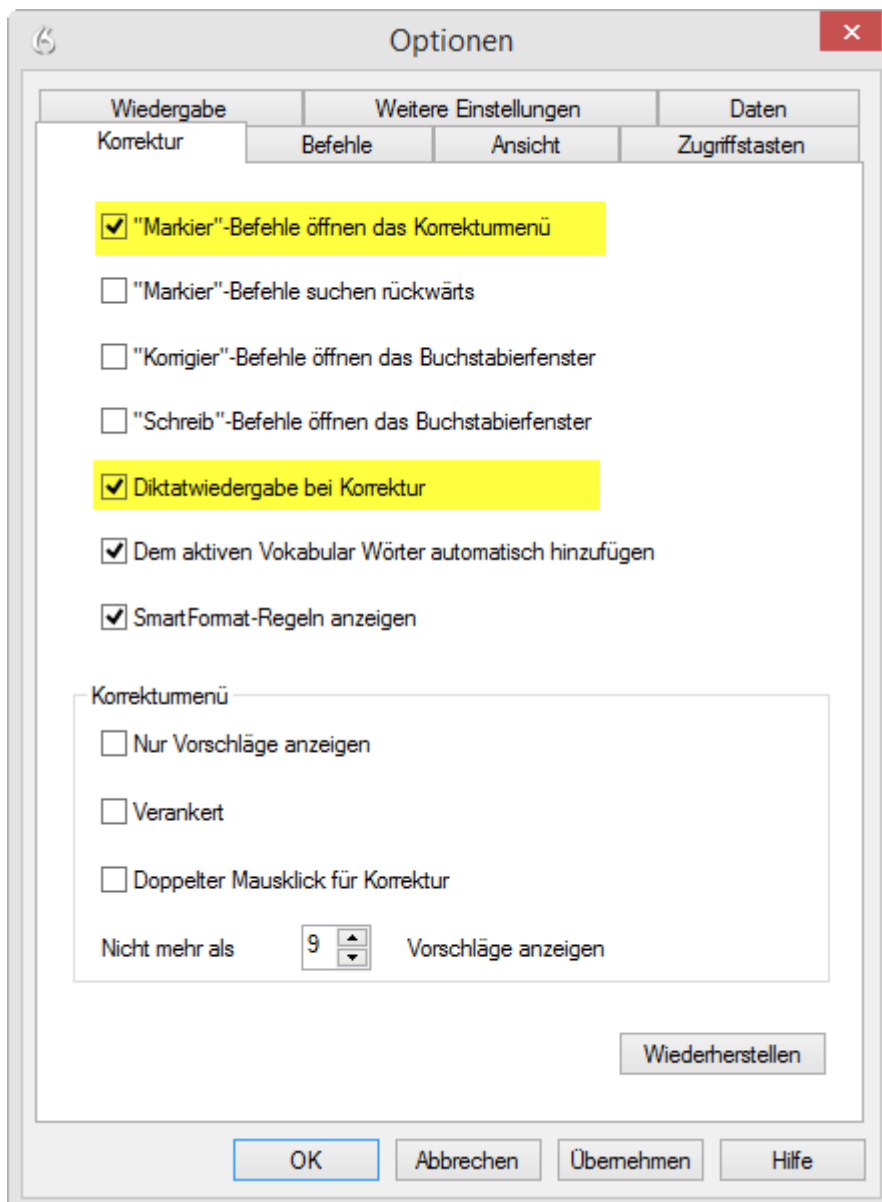 Optionen
Wiedergabe Weitere Einstellungen Daten
Korrektur Befehle Ansicht Zugriffstasten
"Markier"-Befehle öffnen das Korrekturmenü
"Markier"-Befehle suchen rückwärts
"Korrigier"-Befehle öffnen das Buchstabierfenster
"Schreib"-Befehle öffnen das Buchstabierfenster
Diktatwiedergabe bei Korrektur
Dem aktiven Vokabular Wörter automatisch hinzufügen
SmartFormat-Regeln anzeigen
Korrekturmenü
Nur Vorschläge anzeigen
Verankert
Doppelter Mausklick für Korrektur
Nicht mehr als 9 Vorschläge anzeigen
Wiederherstellen
OK Abbrechen Übernehmen Hilfe